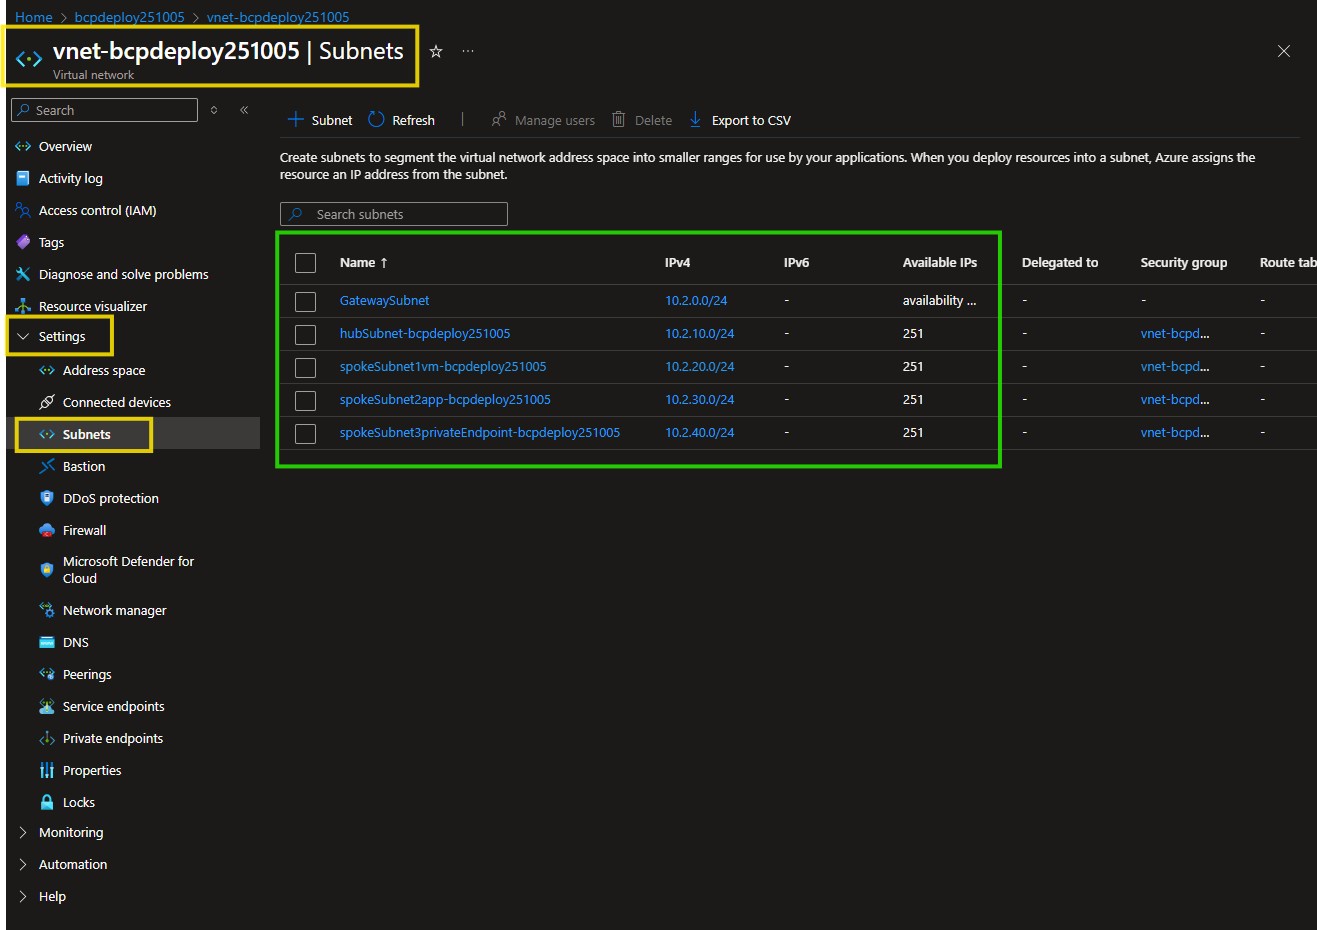 Home > bcpdeploy251005 > vnet-bcpdeploy251005
vnet-bcpdeploy251005 | Subnets
Virtual network
Search
Overview
Activity log
Access control (IAM)
Tags
Diagnose and solve problems
Resource visualizer
Settings
Address space
Connected devices
Subnets
Bastion
DDoS protection
Firewall
Microsoft Defender for
Cloud
Network manager
DNS
Peerings
Service endpoints
Private endpoints
Properties
Locks
Monitoring
Automation
Help
+ Subnet Refresh | Manage users Delete Export to CSV
Create subnets to segment the virtual network address space into smaller ranges for use by your applications. When you deploy resources into a subnet, Azure assigns the
resource an IP address from the subnet.
Search subnets
Name ↑ IPv4 IPv6 Available IPs Delegated to Security group Route tab
GatewaySubnet 10.2.0.0/24 - availability ... - - -
hubSubnet-bcpdeploy251005 10.2.10.0/24 - 251 - vnet-bcpd... -
spokeSubnet1vm-bcpdeploy251005 10.2.20.0/24 - 251 - vnet-bcpd... -
spokeSubnet2app-bcpdeploy251005 10.2.30.0/24 - 251 - vnet-bcpd... -
spokeSubnet3privateEndpoint-bcpdeploy251005 10.2.40.0/24 - 251 - vnet-bcpd... -